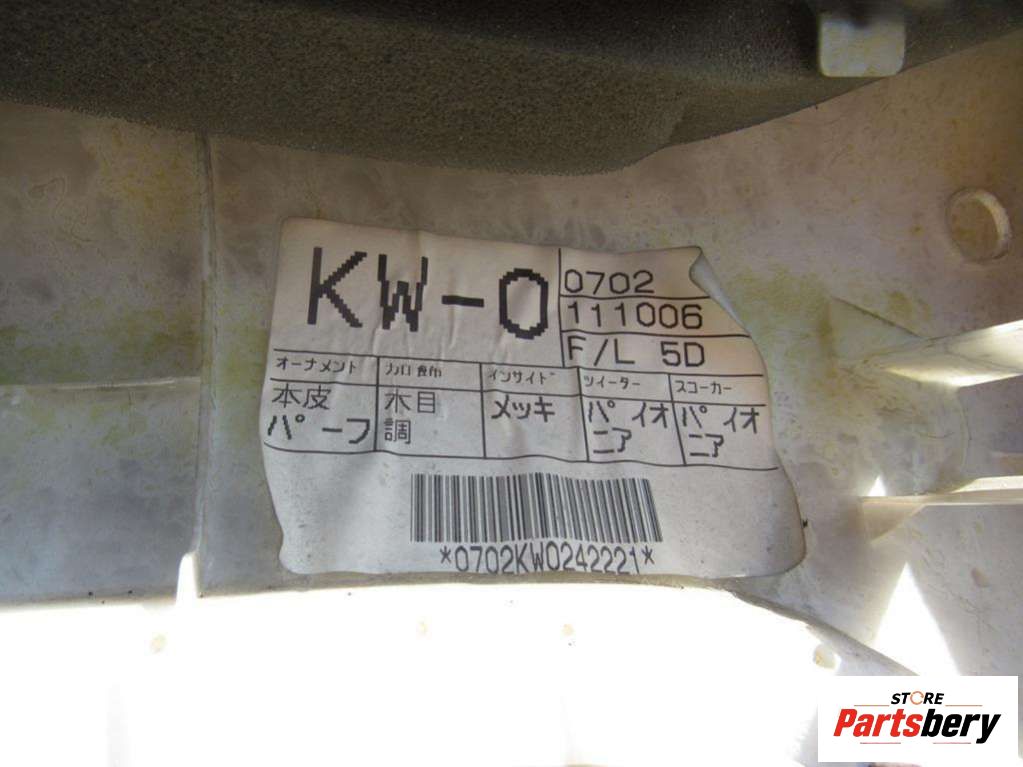 KW-0
0702
111006
F/L 5D
オーナメント カロ飾 インサイド ツイーター スコーカー
本皮 木目 メッキ パイオ パイオ
パーフ 調 ニア ニア
*0702KW0242221*
STORE
Partsbery